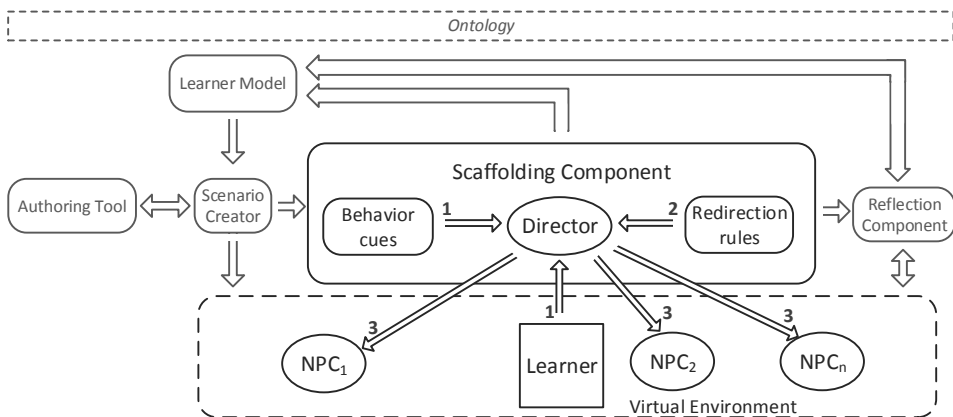 Ontology
Learner Model
Scaffolding Component
Authoring Tool
Scenario
Creator
Behavior
cues
1
Director
2
Redirection
rules
Reflection
Component
3
1
3
3
NPC₁
Learner
NPC₂
NPCₙ
Virtual Environment